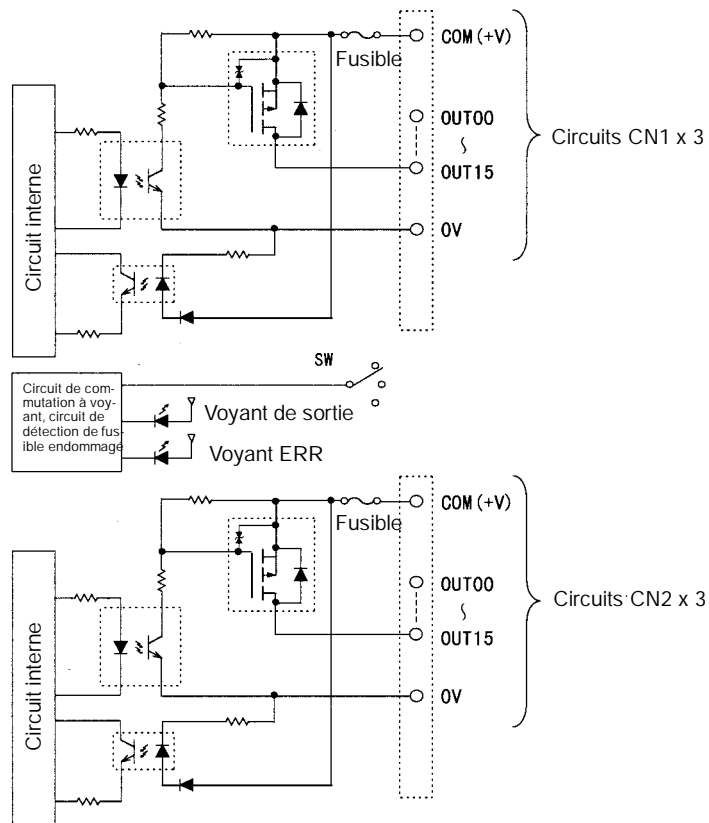 COM (+V)
Fusible
OUT00
Circuits CN1 x 3
OUT15
Circuit interne
0V
SW
Circuit de com-
mutation à voy-
ant, circuit de
détection de fus-
ible endommagé
Voyant de sortie
Voyant ERR
COM (+V)
Fusible
OUT00
Circuits CN2 x 3
OUT15
Circuit interne
0V